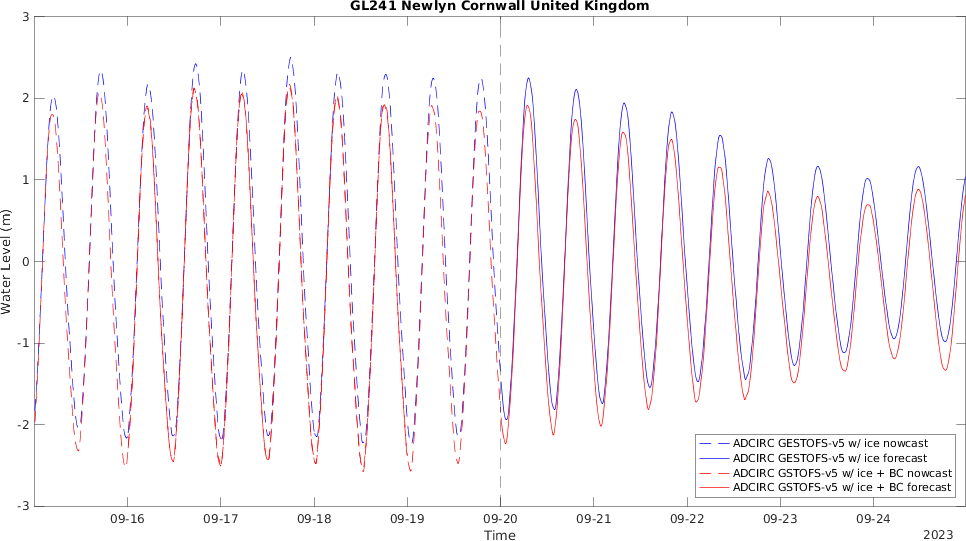 GL241 Newlyn Cornwall United Kingdom
3
2
1
0
-1
-2
-3
Water Level (m)
ADCIRC GESTOFS-v5 w/ ice nowcast
ADCIRC GESTOFS-v5 w/ ice forecast
ADCIRC GSTOFS-v5 w/ ice + BC nowcast
ADCIRC GSTOFS-v5 w/ ice + BC forecast
09-16 09-17 09-18 09-19 09-20 09-21 09-22 09-23 09-24
Time
2023